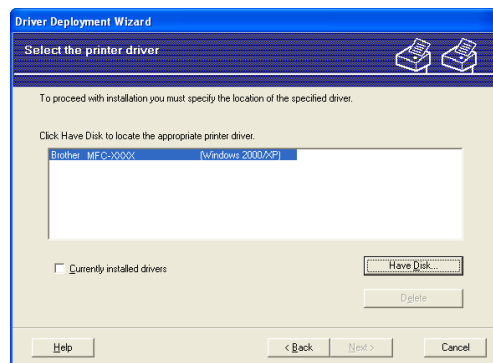 Driver Deployment Wizard
Select the printer driver
To proceed with installation you must specify the location of the specified driver.
Click Have Disk to locate the appropriate printer driver.
Brother MFC-XXXX (Windows 2000/XP)
Currently installed drivers
Have Disk...
Delete
Help
< Back
Next >
Cancel